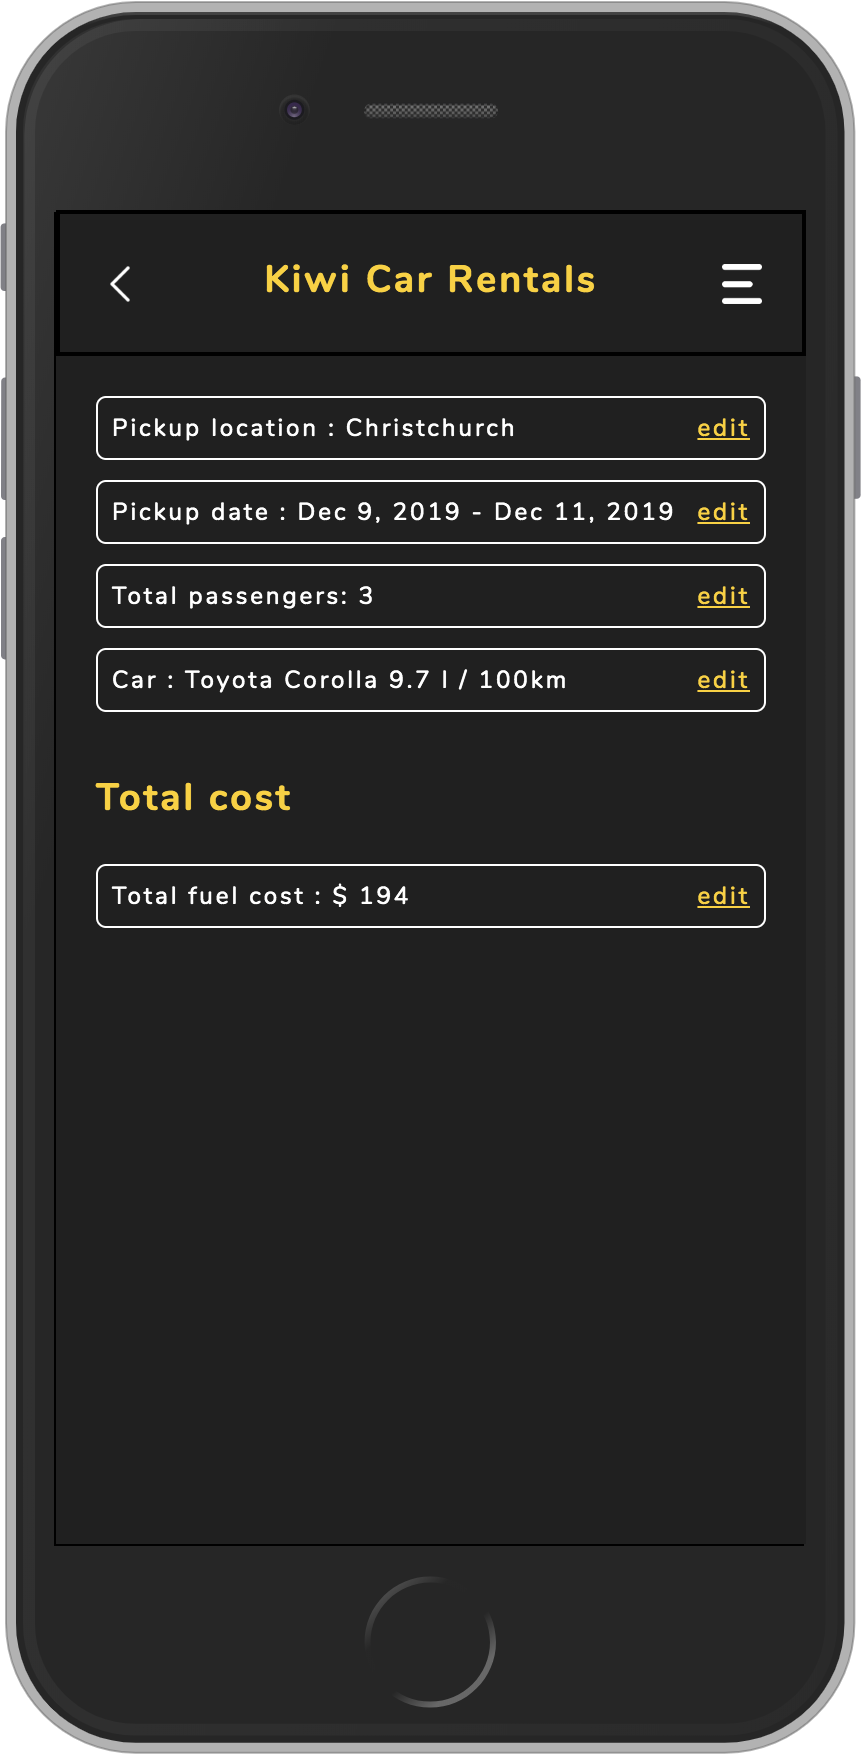 Kiwi Car Rentals
Pickup location : Christchurch edit
Pickup date : Dec 9, 2019 - Dec 11, 2019 edit
Total passengers: 3 edit
Car : Toyota Corolla 9.7 l / 100km edit
Total cost
Total fuel cost : $ 194 edit